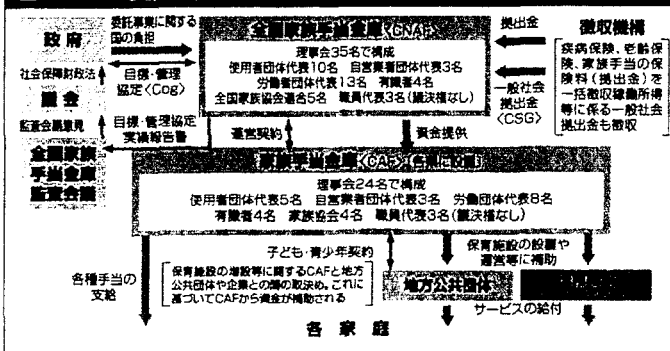 政府
委託事業に関する
国の負担
全国家族手当金庫〈CNAF〉
理事会35名で構成
使用者団体代表10名 自営業者団体代表3名
労働者団体代表13名 有識者4名
全国家族協会連合5名 職員代表3名(議決権なし)
拠出金
一般社会
拠出金
〈CSG〉
徴収機構
疾病保険、老齢保
険、家族手当の保
険料(拠出金)を
一括徴収稼働所得
等に係る一般社会
拠出金も徴収
社会保障財政法
目標・管理
協定〈Cog〉
議会
監査会議意見
目標・管理協定
実績報告書
全国家族
手当金庫
監査会議
運営契約
資金提供
家族手当金庫〈CAF〉(各県に設置)
理事会24名で構成
使用者団体代表5名 自営業者団体代表3名 労働団体代表8名
有識者4名 家族協会4名 職員代表3名(議決権なし)
各種手当の
支給
子ども・青少年契約
保育施設の増設等に関するCAFと地方
公共団体や企業との間の取決め。これに
基づいてCAFから資金が補助される
保育施設の設置や
運営等に補助
地方公共団体
サービスの給付
各家庭